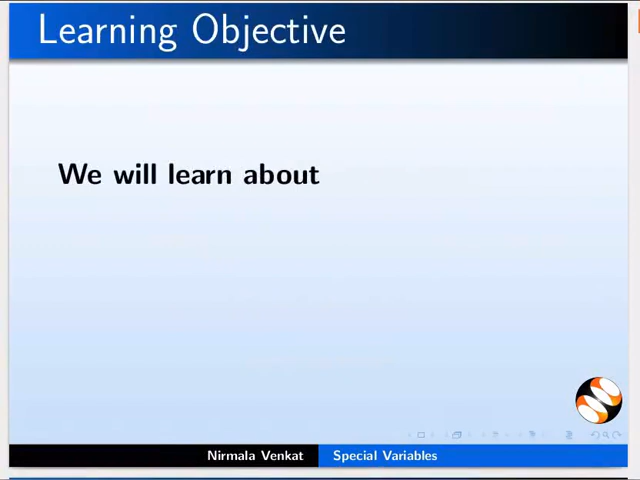 Learning Objective
We will learn about
Nirmala Venkat
Special Variables